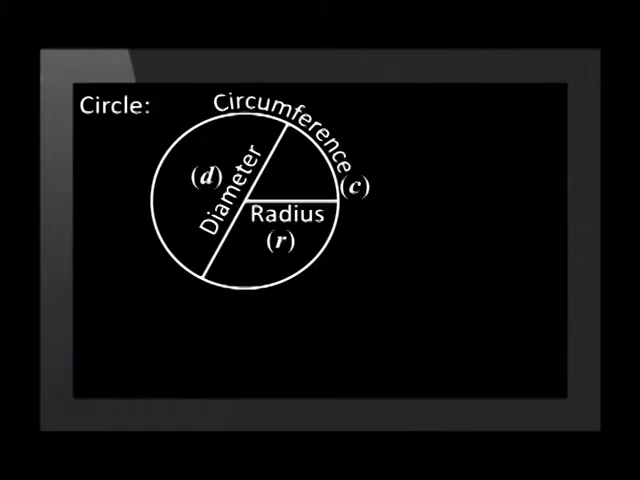 Circle:
Circumference
(c)
(d)
Diameter
Radius
(r)